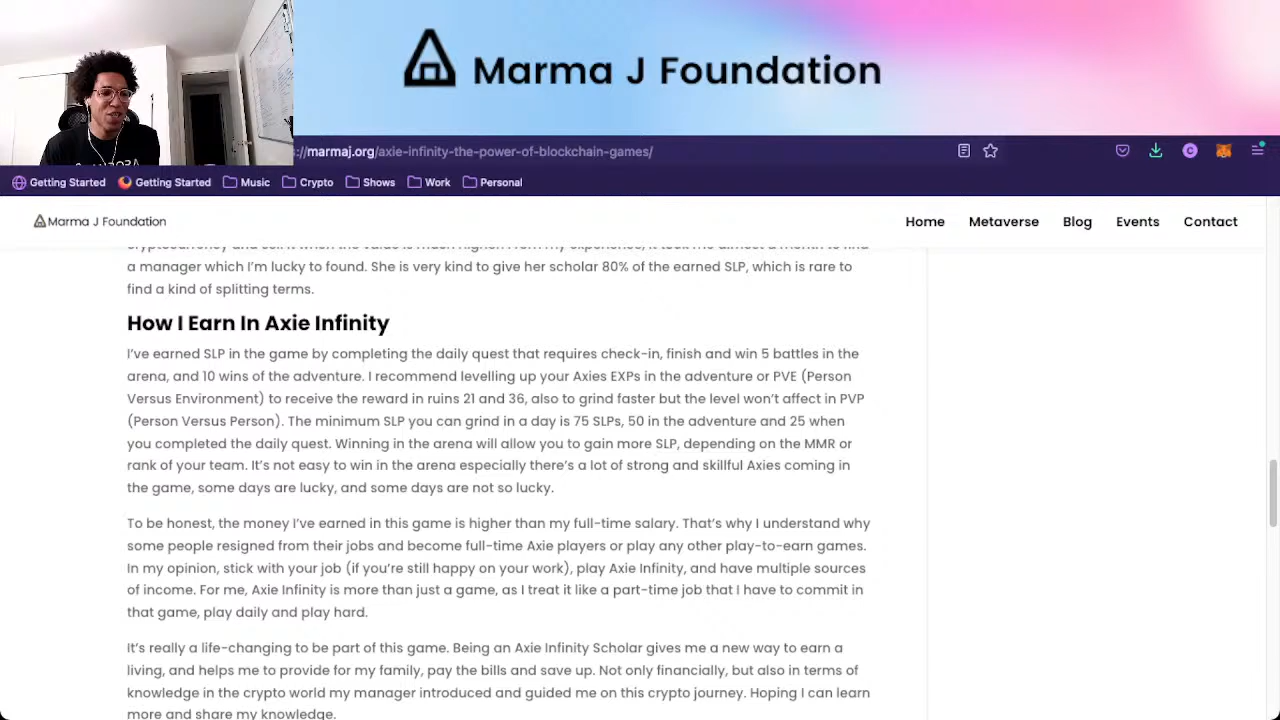 Marma J Foundation
://marmaj.org/axie-infinity-the-power-of-blockchain-games/
Getting Started Getting Started Music Crypto Shows Work Personal
Marma J Foundation Home Metaverse Blog Events Contact
a manager which I'm lucky to found. She is very kind to give her scholar 80% of the earned SLP, which is rare to
find a kind of splitting terms.
How I Earn In Axie Infinity
I've earned SLP in the game by completing the daily quest that requires check-in, finish and win 5 battles in the
arena, and 10 wins of the adventure. I recommend levelling up your Axies EXPs in the adventure or PVE (Person
Versus Environment) to receive the reward in ruins 21 and 36, also to grind faster but the level won't affect in PVP
(Person Versus Person). The minimum SLP you can grind in a day is 75 SLPs, 50 in the adventure and 25 when
you completed the daily quest. Winning in the arena will allow you to gain more SLP, depending on the MMR or
rank of your team. It's not easy to win in the arena especially there's a lot of strong and skillful Axies coming in
the game, some days are lucky, and some days are not so lucky.
To be honest, the money I've earned in this game is higher than my full-time salary. That's why I understand why
some people resigned from their jobs and become full-time Axie players or play any other play-to-earn games.
In my opinion, stick with your job (if you're still happy on your work), play Axie Infinity, and have multiple sources
of income. For me, Axie Infinity is more than just a game, as I treat it like a part-time job that I have to commit in
that game, play daily and play hard.
It's really a life-changing to be part of this game. Being an Axie Infinity Scholar gives me a new way to earn a
living, and helps me to provide for my family, pay the bills and save up. Not only financially, but also in terms of
knowledge in the crypto world my manager introduced and guided me on this crypto journey. Hoping I can learn
more and share my knowledge.